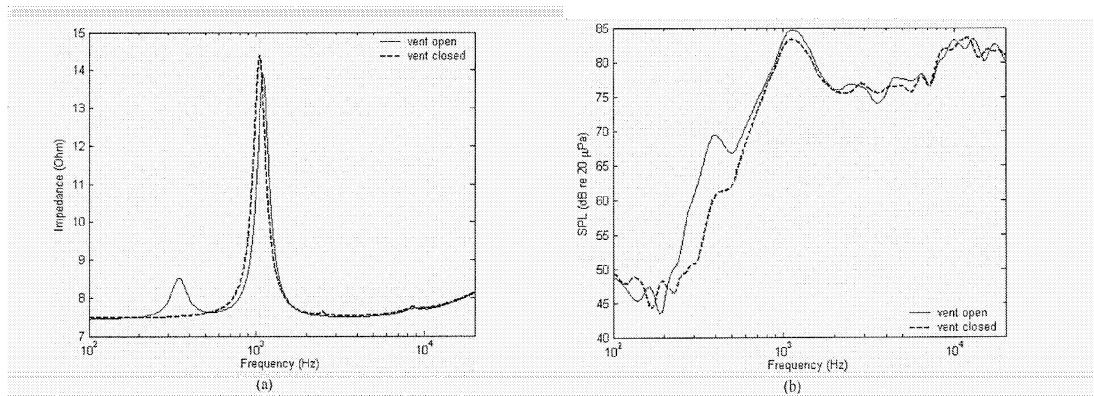 15
14
13
12
11
10
9
8
7
Impedance (Ohm)
vent open
vent closed
10²
10³
10⁴
Frequency (Hz)
(a)
85
80
75
70
65
60
55
50
45
40
SPL (dB re 20 μPa)
vent open
vent closed
10²
10³
10⁴
Frequency (Hz)
(b)